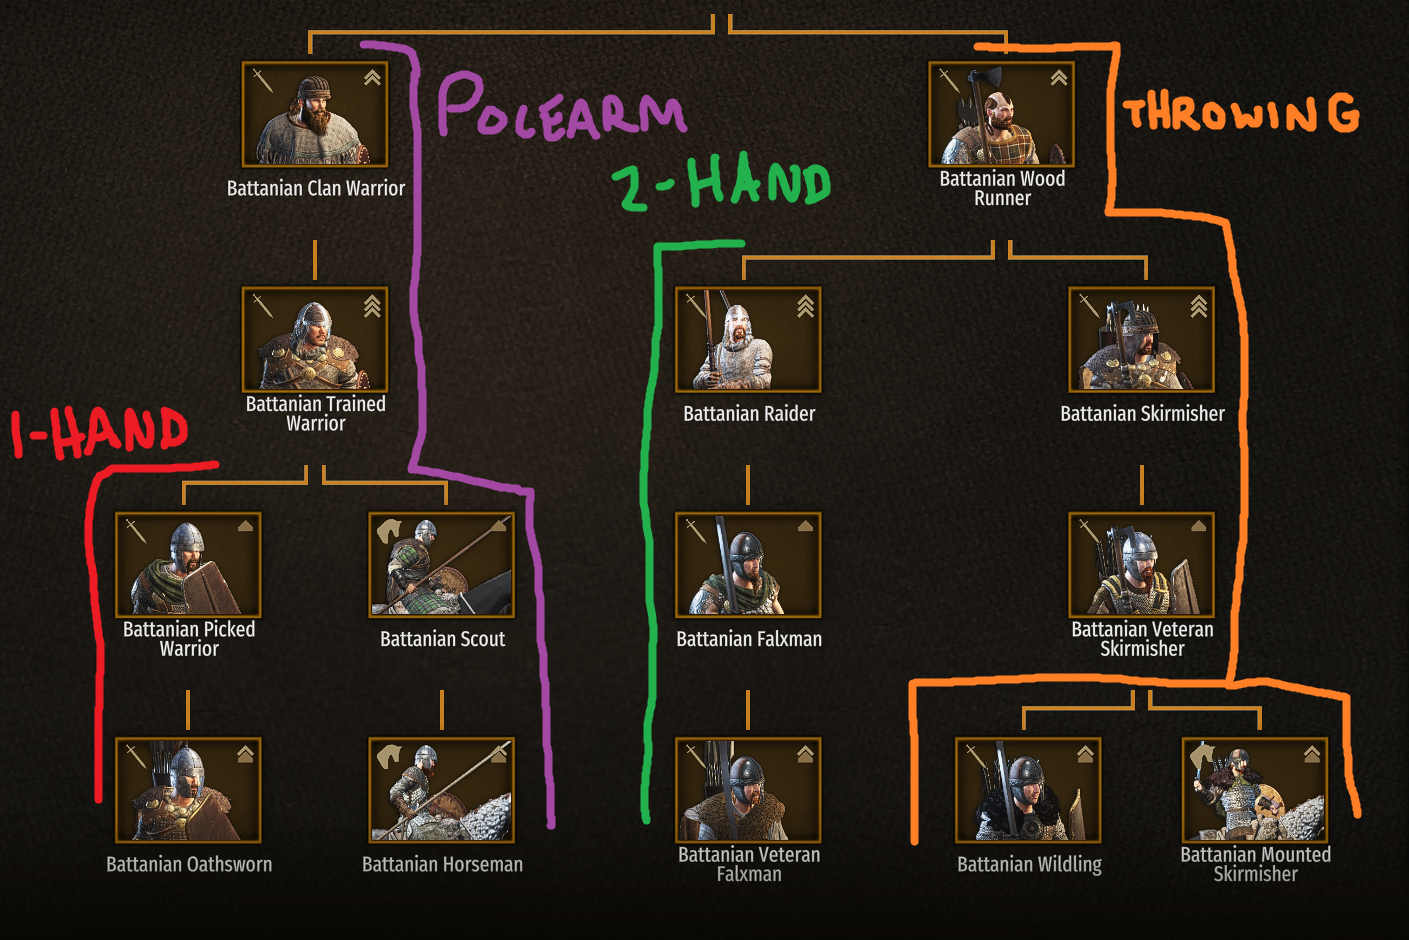 POLEARM
THROWING
Battanian Clan Warrior
Battanian Wood
Runner
2-HAND
Battanian Trained
Warrior
Battanian Raider
Battanian Skirmisher
1-HAND
Battanian Picked
Warrior
Battanian Scout
Battanian Falxman
Battanian Veteran
Skirmisher
Battanian Oathsworn
Battanian Horseman
Battanian Veteran
Falxman
Battanian Wildling
Battanian Mounted
Skirmisher